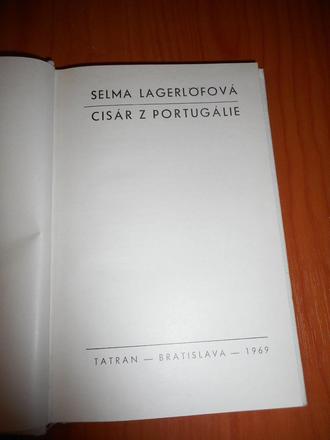 SELMA LAGERLÖFOVÁ
CISÁR Z PORTUGÁLIE
TATRAN — BRATISLAVA — 1969